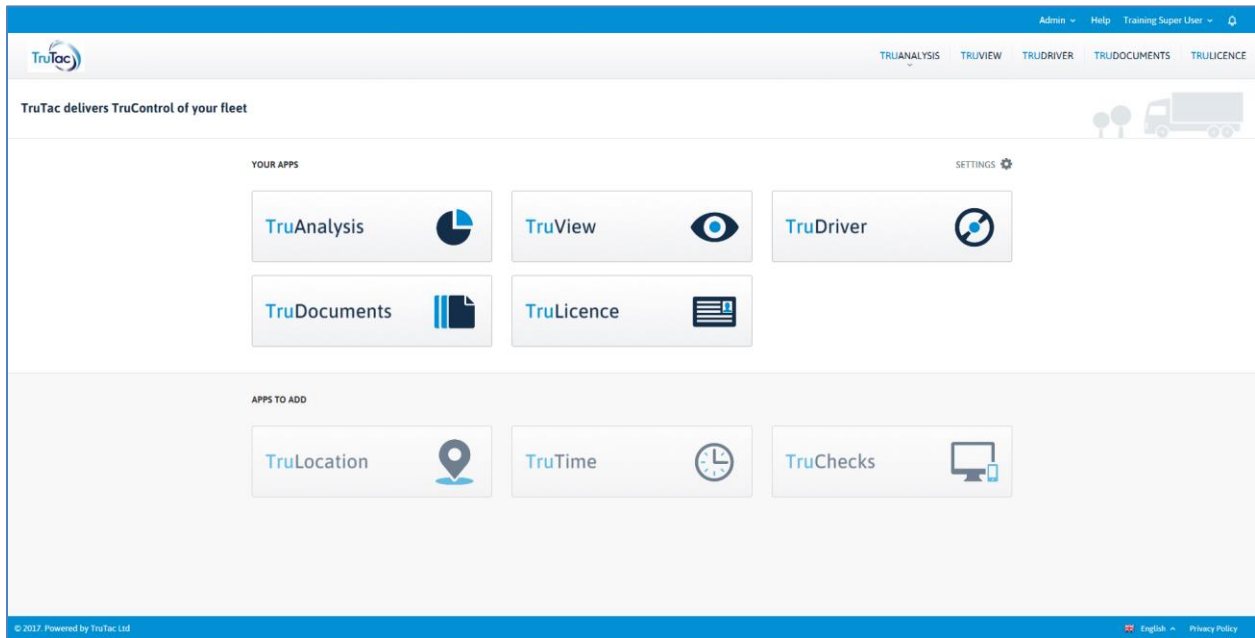 Admin Help Training Super User
TruTac
TRUANALYSIS TRUVIEW TRUDRIVER TRUDOCUMENTS TRULICENCE
TruTac delivers TruControl of your fleet
YOUR APPS SETTINGS
TruAnalysis TruView TruDriver
TruDocuments TruLicence
APPS TO ADD
TruLocation TruTime TruChecks
© 2017. Powered by TruTac Ltd English Privacy Policy